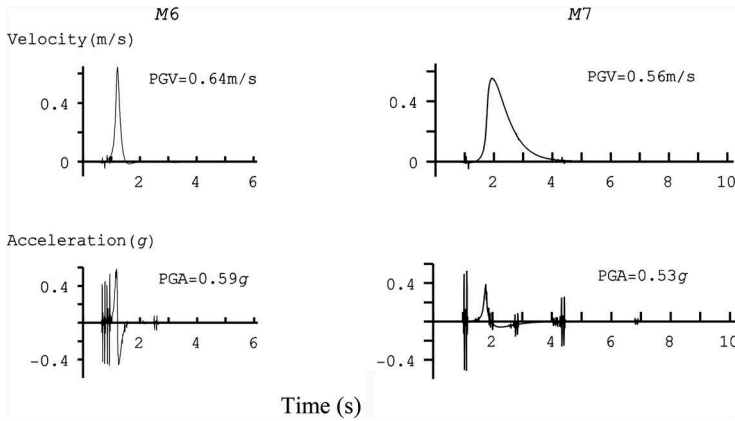 M6
M7
Velocity(m/s)
PGV=0.64m/s
PGV=0.56m/s
0.4
0
2 4 6
0.4
0
2 4 6 8 10
Acceleration(g)
PGA=0.59g
PGA=0.53g
0.4
-0.4
2 4 6
0.4
-0.4
2 4 6 8 10
Time (s)